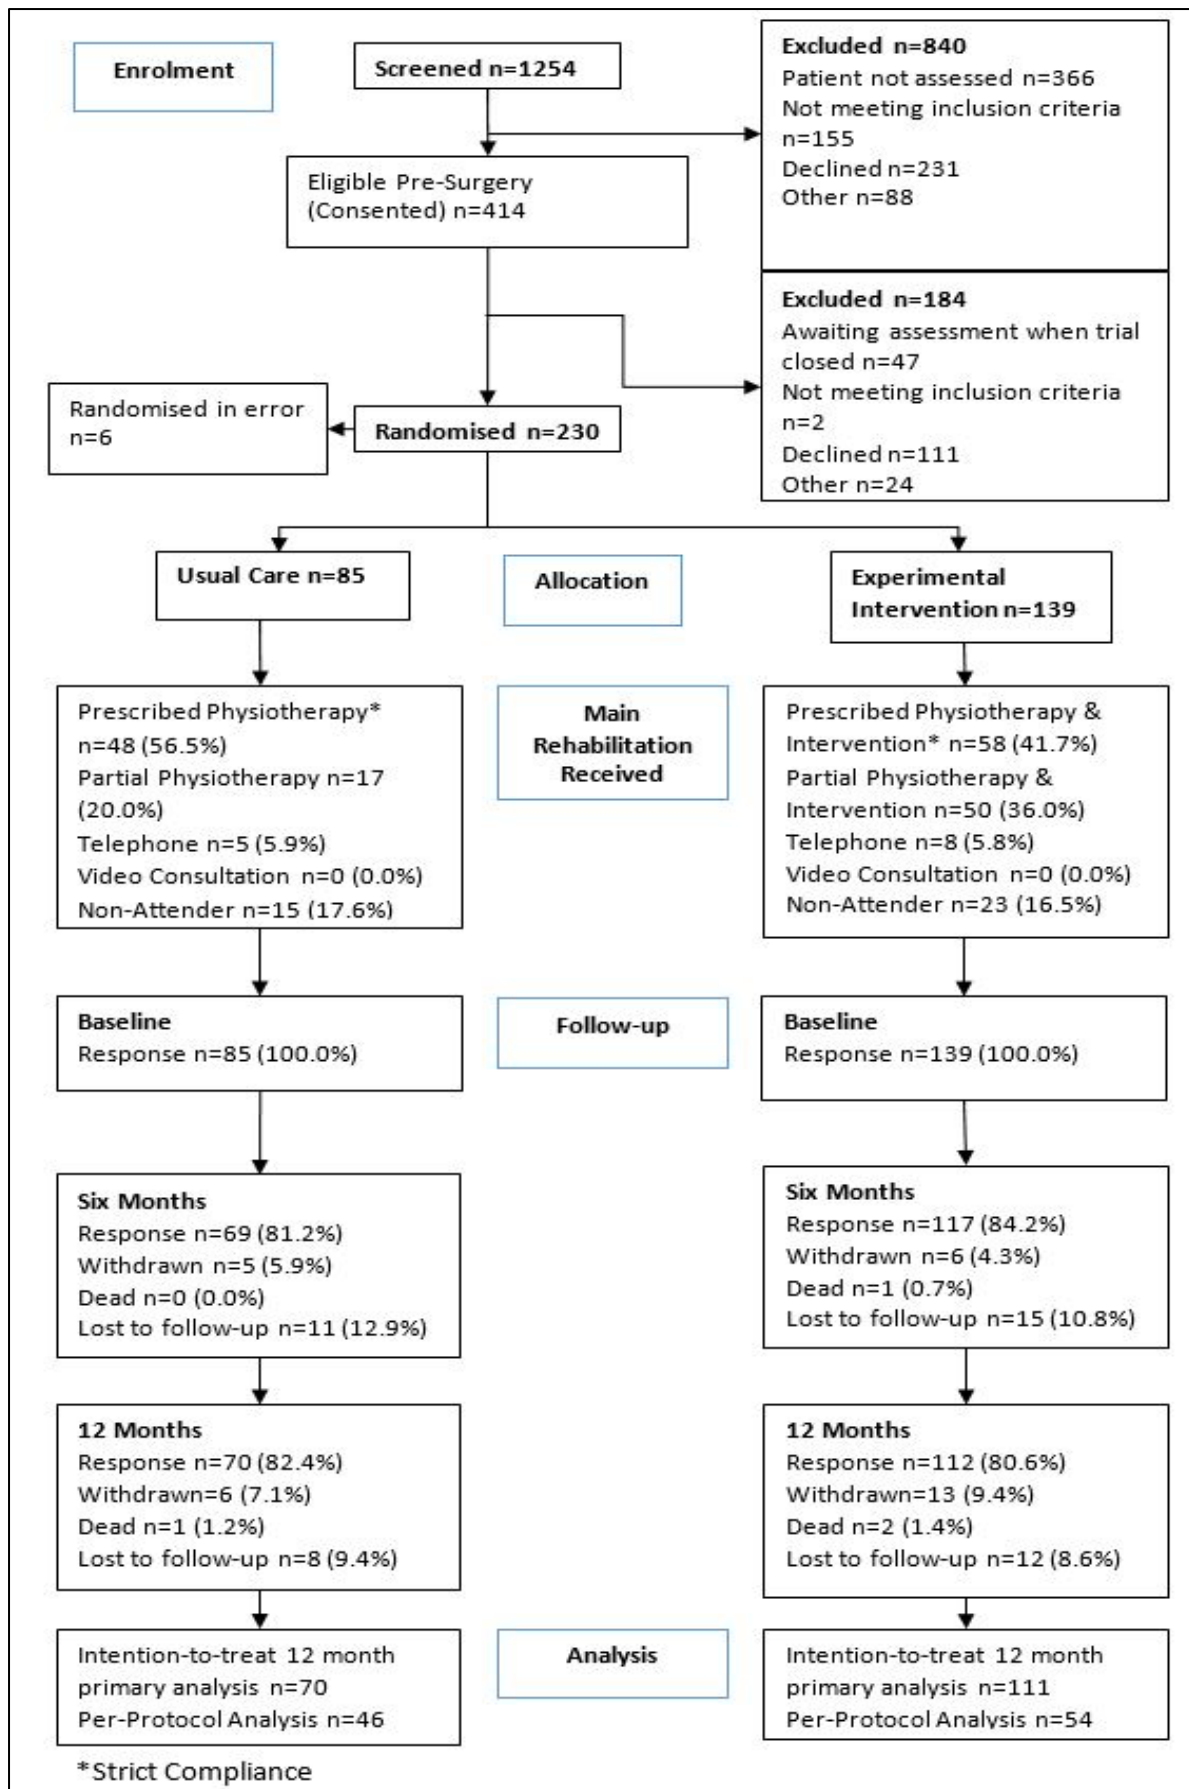 Enrolment
Screened n=1254
Excluded n=840
Patient not assessed n=366
Not meeting inclusion criteria
n=155
Declined n=231
Other n=88
Eligible Pre-Surgery
(Consented) n=414
Excluded n=184
Awaiting assessment when trial
closed n=47
Not meeting inclusion criteria
n=2
Declined n=111
Other n=24
Randomised in error
n=6
Randomised n=230
Usual Care n=85
Allocation
Experimental
Intervention n=139
Prescribed Physiotherapy*
n=48 (56.5%)
Partial Physiotherapy n=17
(20.0%)
Telephone n=5 (5.9%)
Video Consultation n=0 (0.0%)
Non-Attender n=15 (17.6%)
Main
Rehabilitation
Received
Prescribed Physiotherapy &
Intervention* n=58 (41.7%)
Partial Physiotherapy &
Intervention n=50 (36.0%)
Telephone n=8 (5.8%)
Video Consultation n=0 (0.0%)
Non-Attender n=23 (16.5%)
Baseline
Response n=85 (100.0%)
Follow-up
Baseline
Response n=139 (100.0%)
Six Months
Response n=69 (81.2%)
Withdrawn n=5 (5.9%)
Dead n=0 (0.0%)
Lost to follow-up n=11 (12.9%)
Six Months
Response n=117 (84.2%)
Withdrawn n=6 (4.3%)
Dead n=1 (0.7%)
Lost to follow-up n=15 (10.8%)
12 Months
Response n=70 (82.4%)
Withdrawn=6 (7.1%)
Dead n=1 (1.2%)
Lost to follow-up n=8 (9.4%)
12 Months
Response n=112 (80.6%)
Withdrawn=13 (9.4%)
Dead n=2 (1.4%)
Lost to follow-up n=12 (8.6%)
Intention-to-treat 12 month
primary analysis n=70
Per-Protocol Analysis n=46
Analysis
Intention-to-treat 12 month
primary analysis n=111
Per-Protocol Analysis n=54
*Strict Compliance